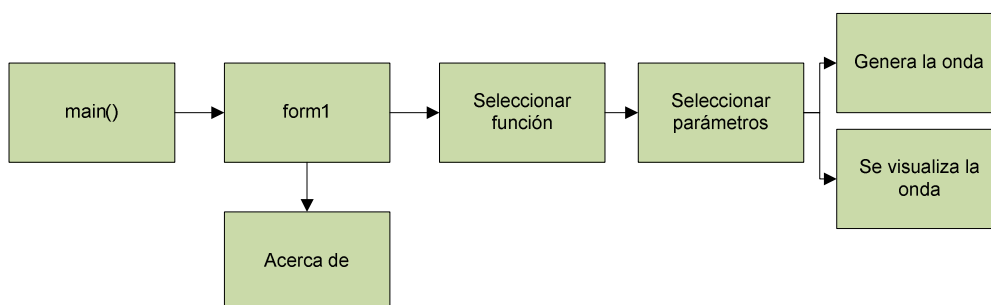 main()
form1
Seleccionar
función
Seleccionar
parámetros
Genera la onda
Se visualiza la
onda
Acerca de